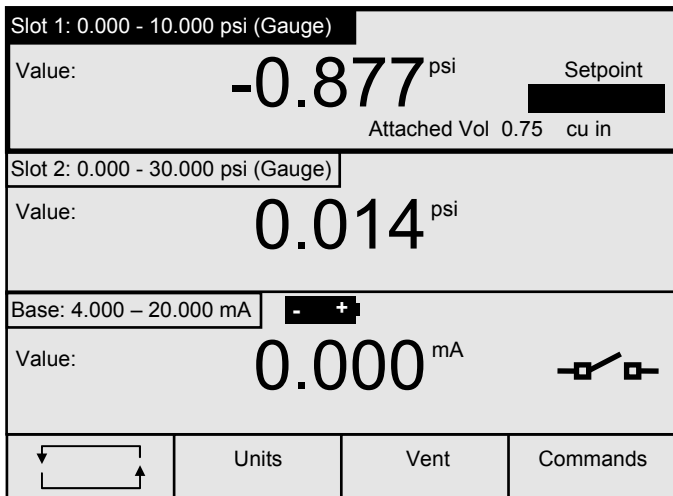 Slot 1: 0.000 - 10.000 psi (Gauge)
Value: -0.877 psi Setpoint
Attached Vol 0.75 cu in
Slot 2: 0.000 - 30.000 psi (Gauge)
Value: 0.014 psi
Base: 4.000 – 20.000 mA - +
Value: 0.000 mA
Units Vent Commands